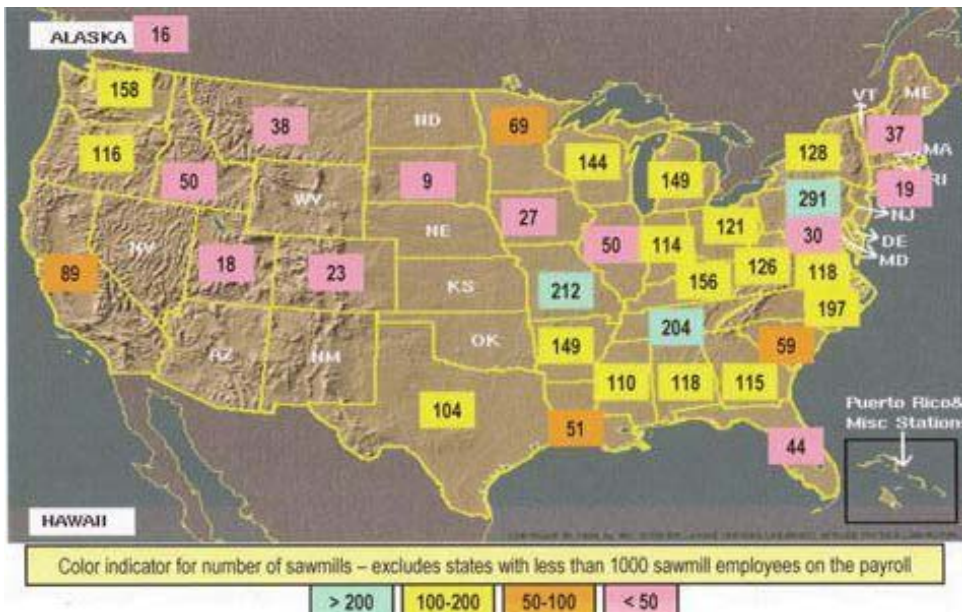 ALASKA 16
158
VT ME
38 ND 69 37
116 144 128 MA
149
50 9 19 RI
WY 291
27 NJ
NV NE 121 30
50 114 DE
18 23 126 MD
89 KS 156 118
212
197
204
OK 149 59
AZ NM
110 118 115
104
Puerto Rico&
51 Misc Station
44
HAWAII
Color indicator for number of sawmills – excludes states with less than 1000 sawmill employees on the payroll
> 200 100-200 50-100 < 50